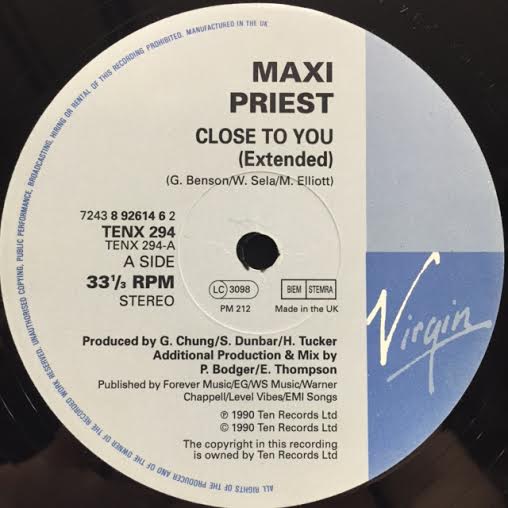 ALL RIGHTS OF THE PRODUCER AND OF THE OWNER OF THE RECORDED WORK RESERVED. UNAUTHORISED COPYING, PUBLIC PERFORMANCE, BROADCASTING, HIRING OR RENTAL OF THIS RECORDING PROHIBITED. MANUFACTURED IN THE UK
MAXI
PRIEST
CLOSE TO YOU
(Extended)
(G. Benson/W. Sela/M. Elliott)
7243 8 92614 6 2
TENX 294
TENX 294-A
A SIDE
33⅓ RPM
STEREO
LC 3098
PM 212
BIEM STEMRA
Made in the UK
Virgin
Produced by G. Chung/S. Dunbar/H. Tucker
Additional Production & Mix by
P. Bodger/E. Thompson
Published by Forever Music/EG/WS Music/Warner
Chappell/Level Vibes/EMI Songs
℗ 1990 Ten Records Ltd
© 1990 Ten Records Ltd
The copyright in this recording
is owned by Ten Records Ltd